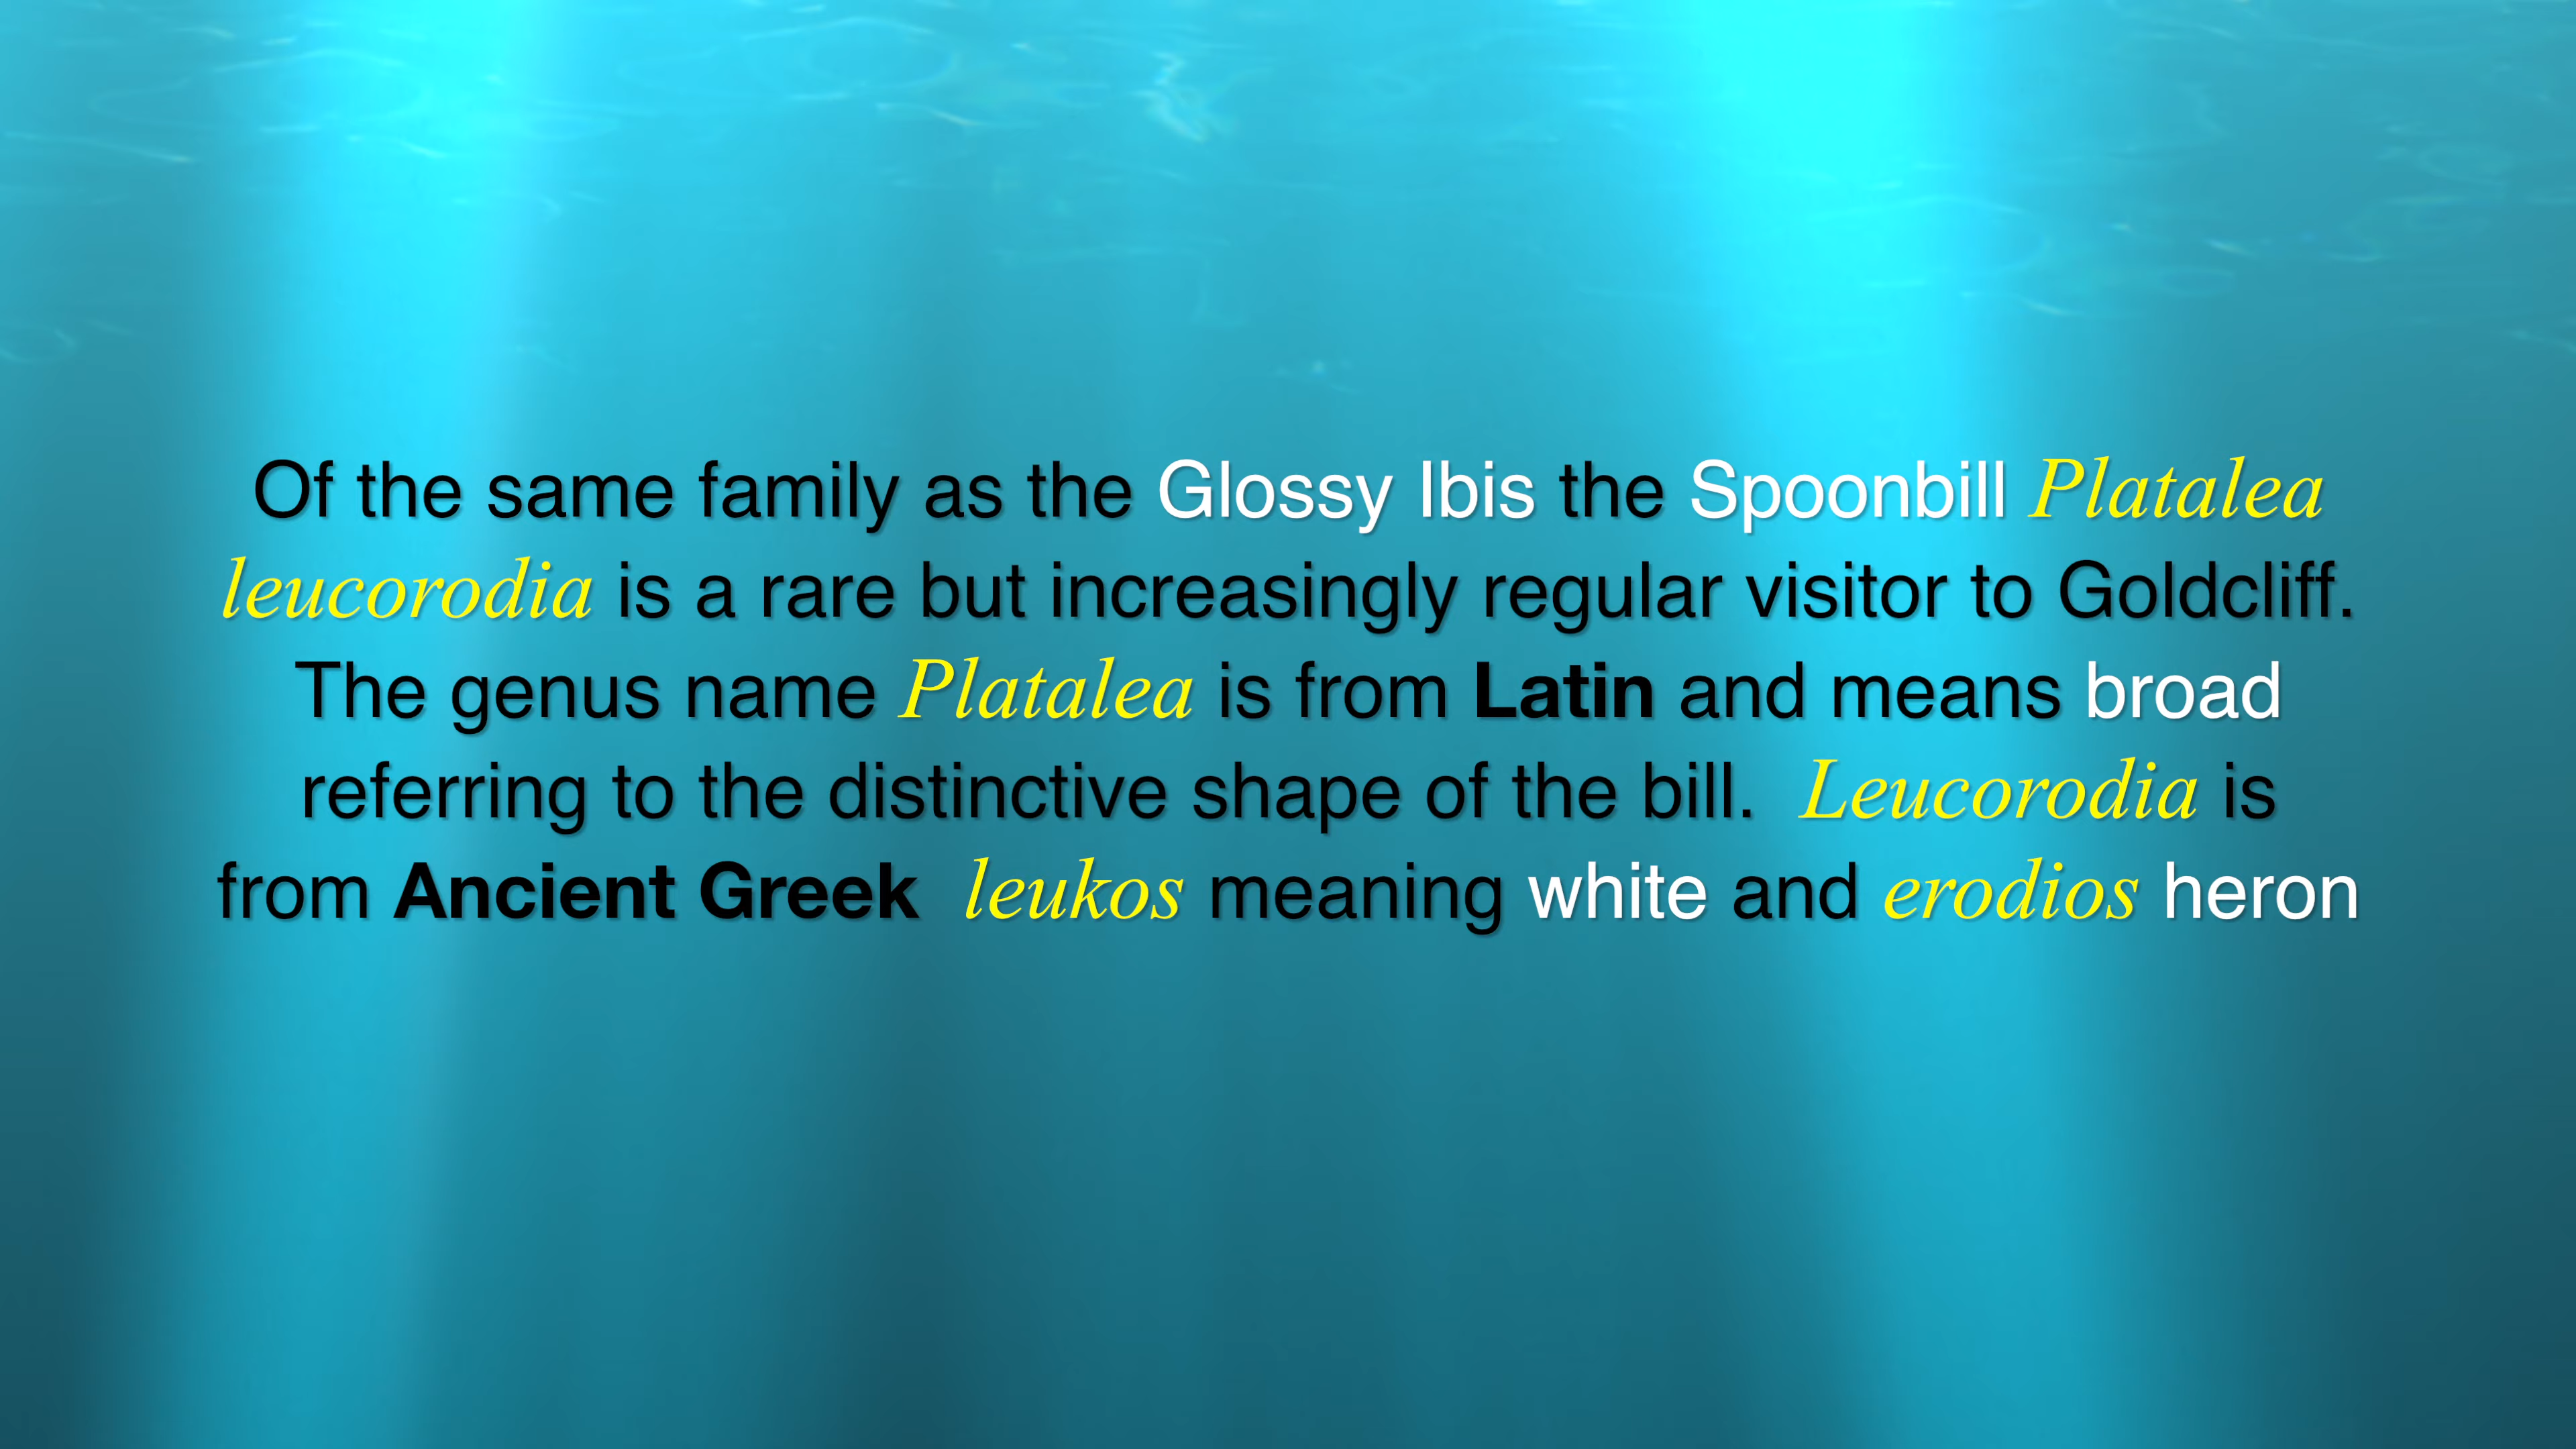 Of the same family as the Glossy Ibis the Spoonbill Platalea
leucorodia is a rare but increasingly regular visitor to Goldcliff.
The genus name Platalea is from Latin and means broad
referring to the distinctive shape of the bill.  Leucorodia is
from Ancient Greek  leukos meaning white and erodios heron